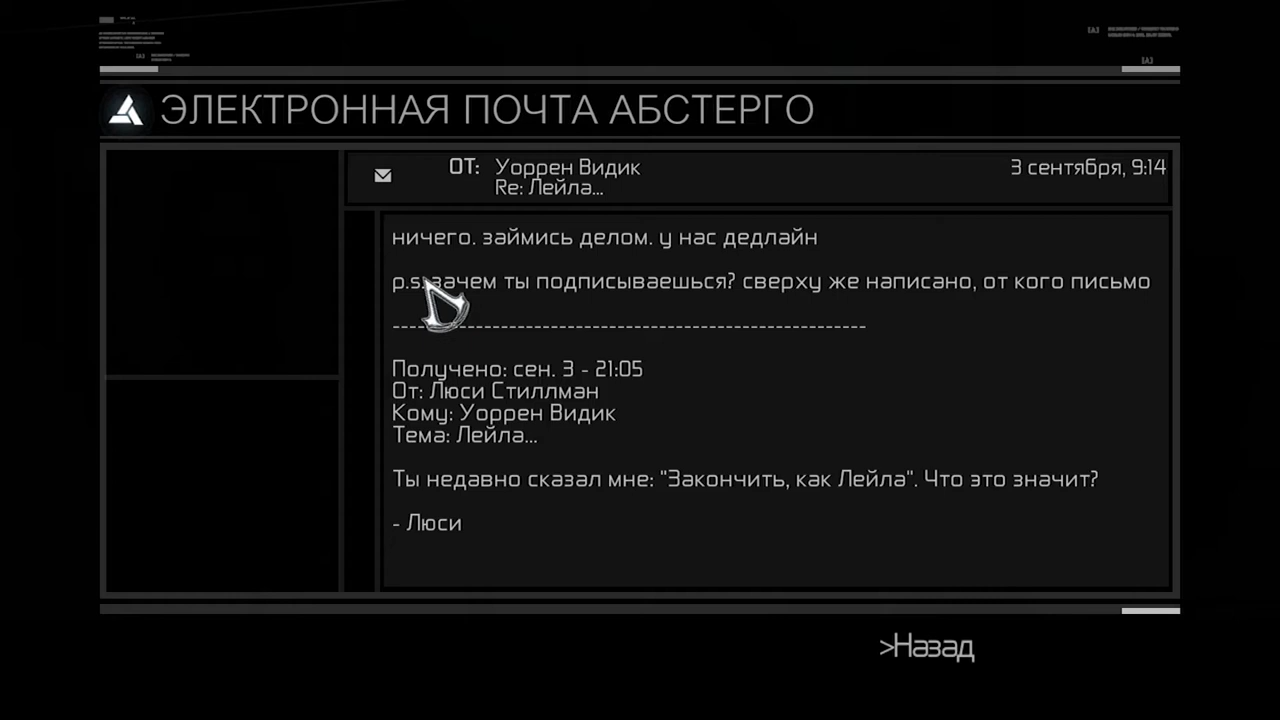 ЭЛЕКТРОННАЯ ПОЧТА АБСТЕРГО
ОТ: Уоррен Видик
3 сентября, 9:14
Re: Лейла...
ничего. займись делом. у нас дедлайн
p.s. зачем ты подписываешься? сверху же написано, от кого письмо
------------------------------------------------------
Получено: сен. 3 - 21:05
От: Люси Стиллман
Кому: Уоррен Видик
Тема: Лейла...
Ты недавно сказал мне: "Закончить, как Лейла". Что это значит?
- Люси
>Назад